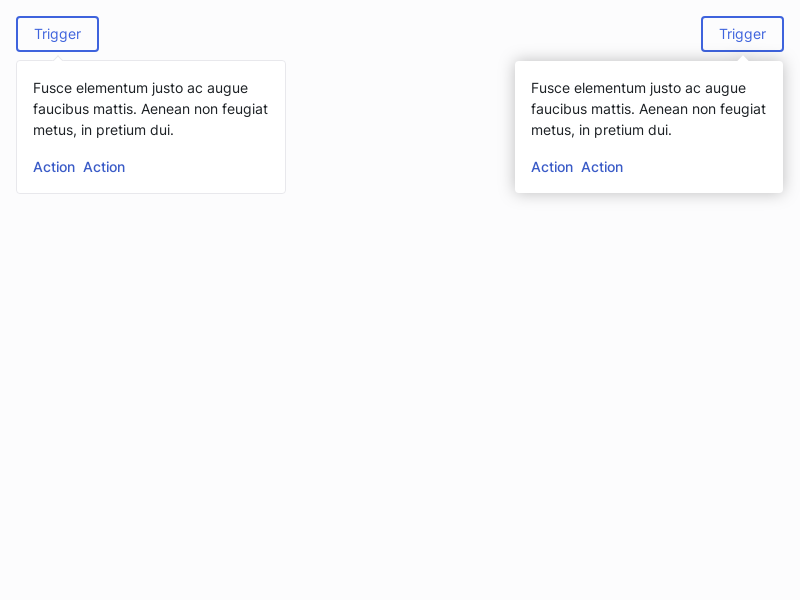 Trigger
Fusce elementum justo ac augue
faucibus mattis. Aenean non feugiat
metus, in pretium dui.
Action Action
Trigger
Fusce elementum justo ac augue
faucibus mattis. Aenean non feugiat
metus, in pretium dui.
Action Action